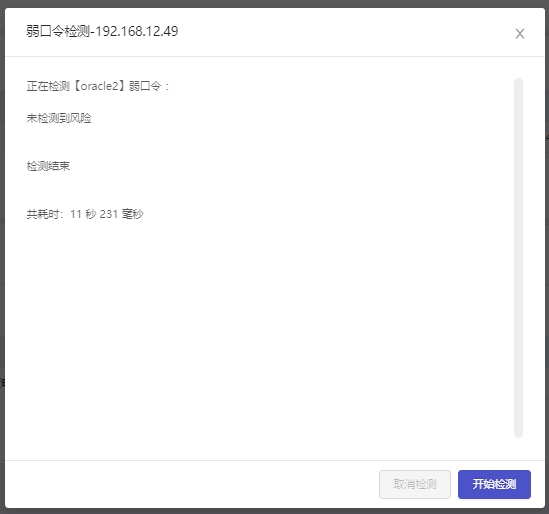 弱口令检测-192.168.12.49
正在检测【oracle2】弱口令：
未检测到风险
检测结束
共耗时：11 秒 231 毫秒
取消检测
开始检测